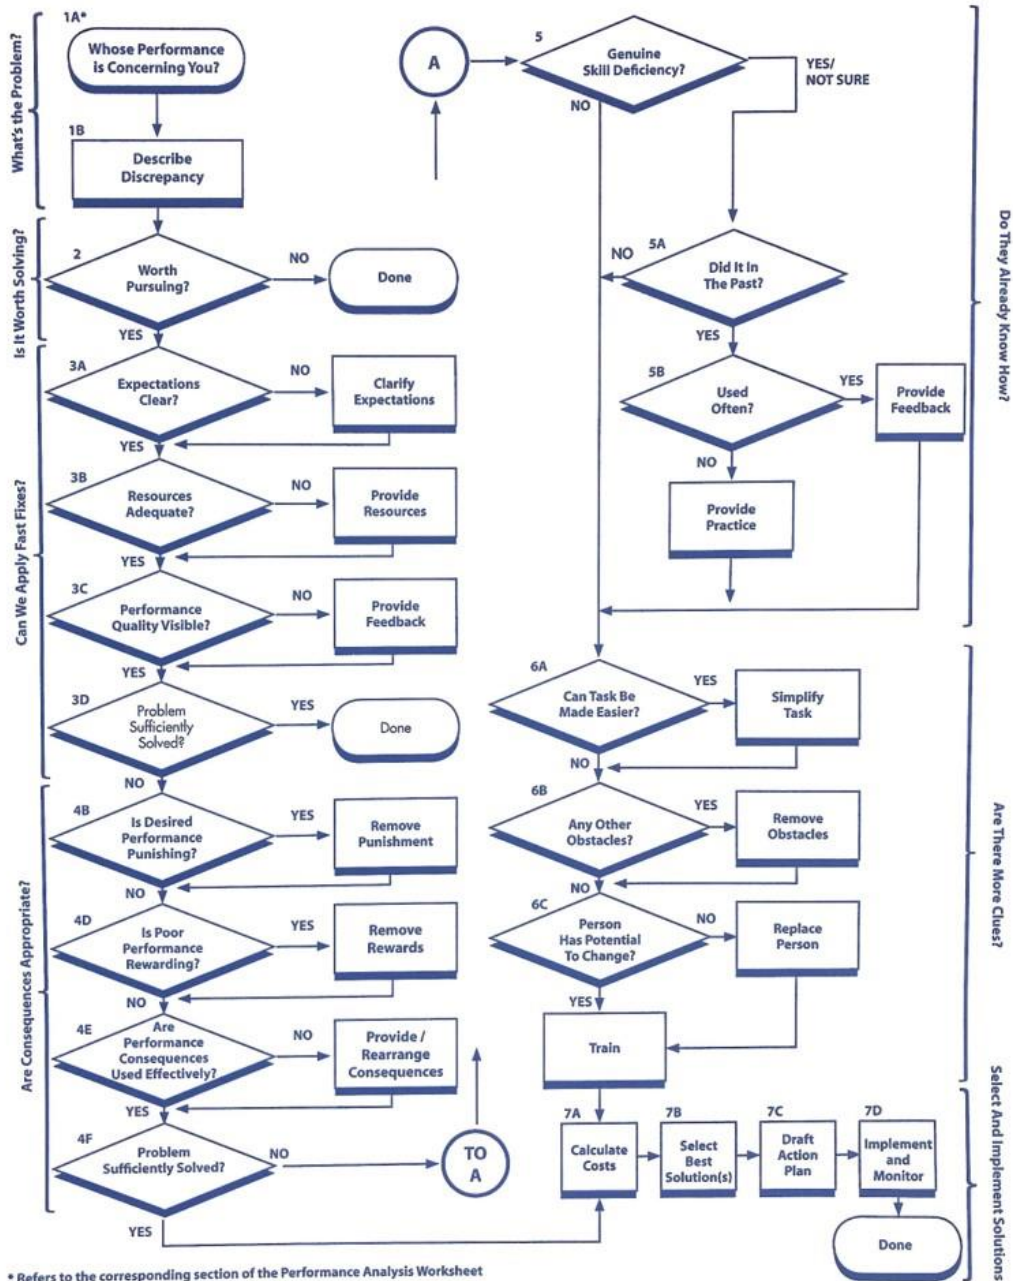 What's the Problem?
1A*
Whose Performance
is Concerning You?
1B
Describe
Discrepancy
Is It Worth Solving?
2
Worth
Pursuing?
NO
Done
YES
Can We Apply Fast Fixes?
3A
Expectations
Clear?
NO
Clarify
Expectations
YES
3B
Resources
Adequate?
NO
Provide
Resources
YES
3C
Performance
Quality Visible?
NO
Provide
Feedback
YES
3D
Problem
Sufficiently
Solved?
YES
Done
NO
Are Consequences Appropriate?
4B
Is Desired
Performance
Punishing?
YES
Remove
Punishment
NO
4D
Is Poor
Performance
Rewarding?
YES
Remove
Rewards
NO
4E
Are
Performance
Consequences
Used Effectively?
NO
Provide /
Rearrange
Consequences
YES
4F
Problem
Sufficiently Solved?
NO
TO
A
YES
A
5
Genuine
Skill Deficiency?
YES/
NOT SURE
NO
Do They Already Know How?
5A
Did It In
The Past?
NO
YES
5B
Used
Often?
YES
Provide
Feedback
NO
Provide
Practice
Are There More Clues?
6A
Can Task Be
Made Easier?
YES
Simplify
Task
NO
6B
Any Other
Obstacles?
YES
Remove
Obstacles
NO
6C
Person
Has Potential
To Change?
NO
Replace
Person
YES
Train
Select And Implement Solutions
7A
Calculate
Costs
7B
Select
Best
Solution(s)
7C
Draft
Action
Plan
7D
Implement
and
Monitor
Done
* Refers to the corresponding section of the Performance Analysis Worksheet